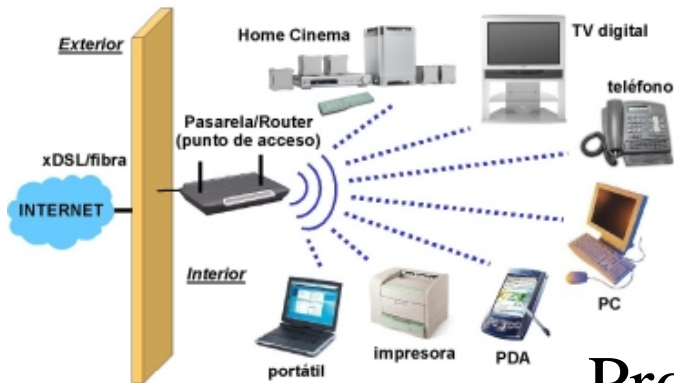 Exterior
Home Cinema
TV digital
teléfono
Pasarela/Router
(punto de acceso)
xDSL/fibra
INTERNET
Interior
PC
portátil
impresora
PDA